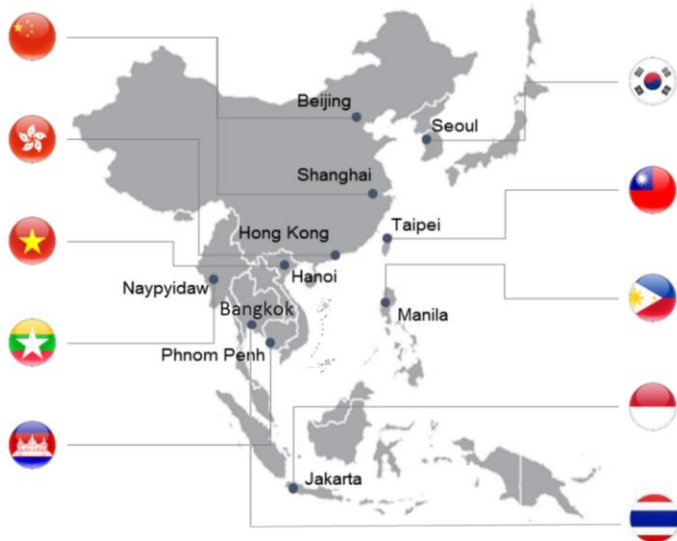 Beijing
Seoul
Shanghai
Taipei
Hong Kong
Hanoi
Naypyidaw
Bangkok
Manila
Phnom Penh
Jakarta